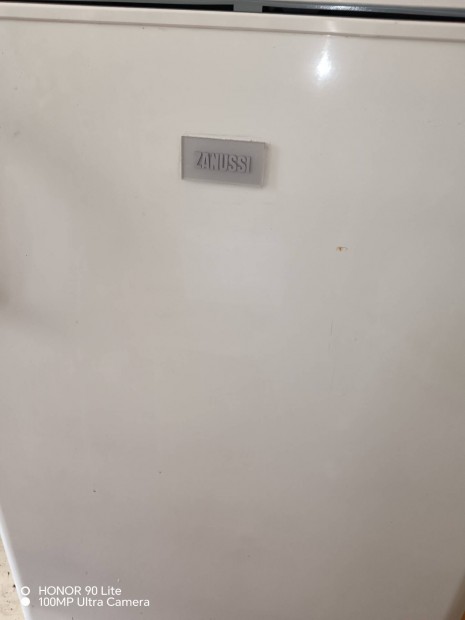 ZANUSSI
HONOR 90 Lite
100MP Ultra Camera